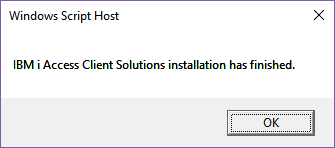 Windows Script Host
IBM i Access Client Solutions installation has finished.
OK